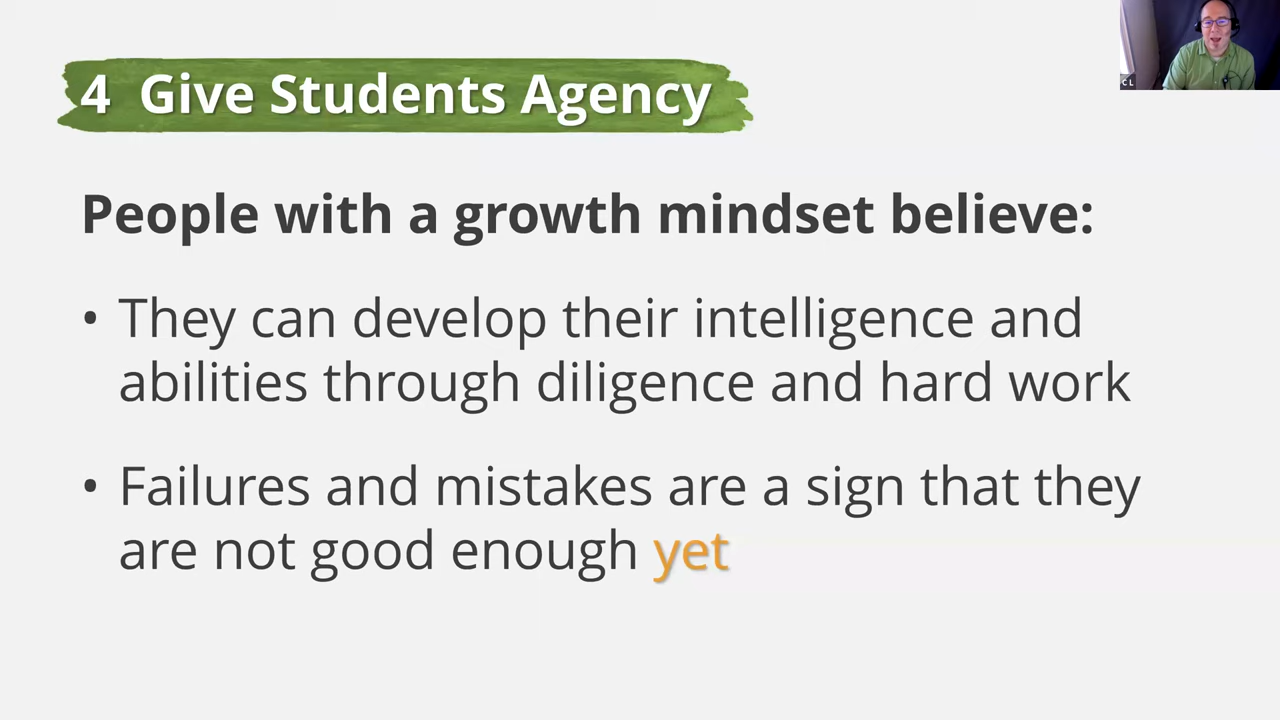 4 Give Students Agency
C L
People with a growth mindset believe:
• They can develop their intelligence and
abilities through diligence and hard work
• Failures and mistakes are a sign that they
are not good enough yet